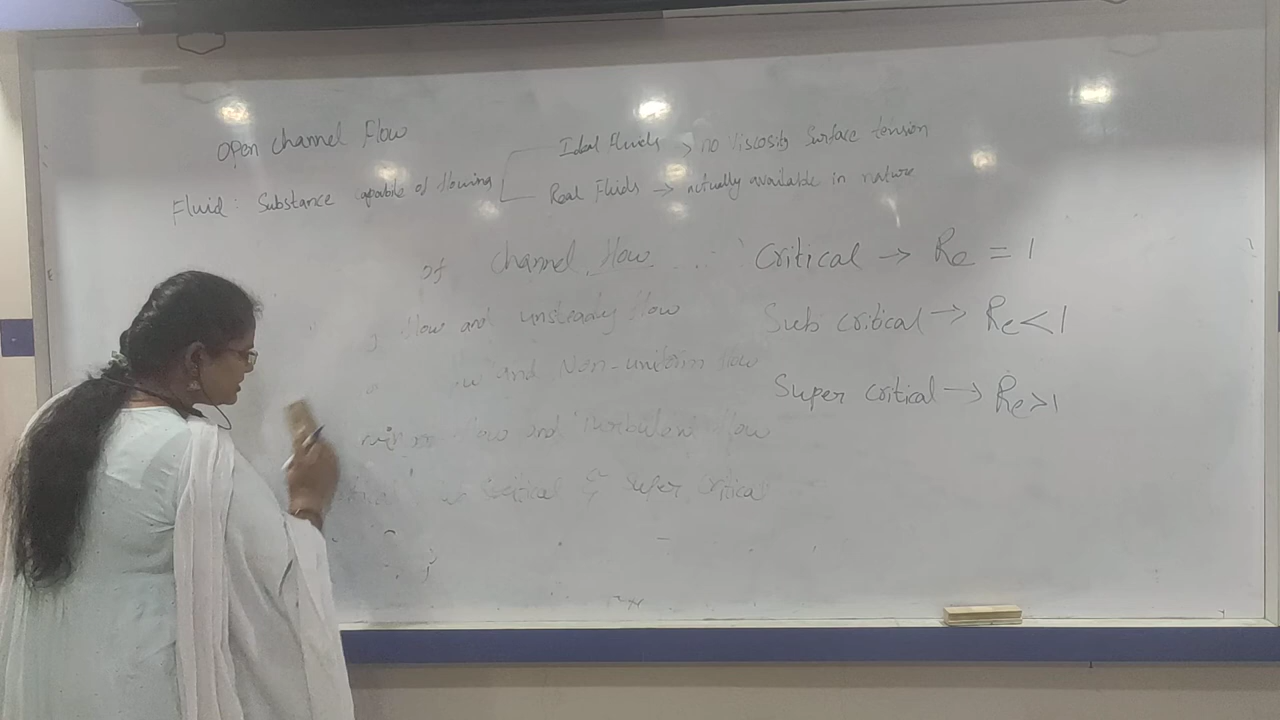 Open Channel Flow
Fluid: Substance capable of flowing
Ideal Fluids → no Viscosity Surface tension
Real Fluids → actually available in nature
of Channel flow
flow and unsteady flow
and Non-uniform flow
flow and turbulent flow
critical & super critical
Critical → Re = 1
Sub critical → Re < 1
Super critical → Re > 1